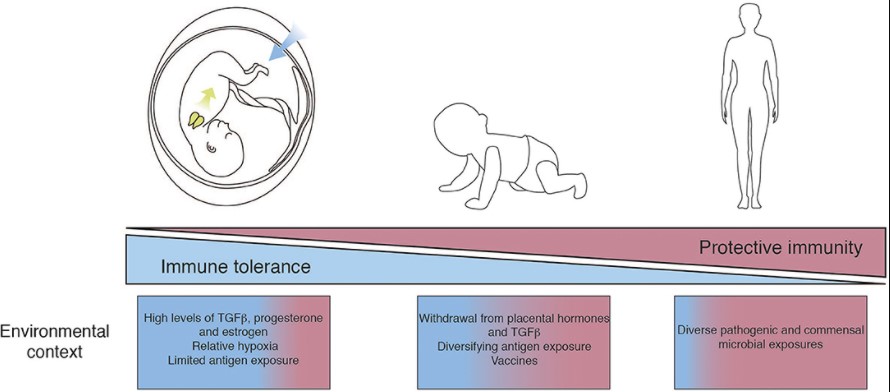 Protective immunity
Immune tolerance
Environmental
context
High levels of TGFβ, progesterone
and estrogen
Relative hypoxia
Limited antigen exposure
Withdrawal from placental hormones
and TGFβ
Diversifying antigen exposure
Vaccines
Diverse pathogenic and commensal
microbial exposures